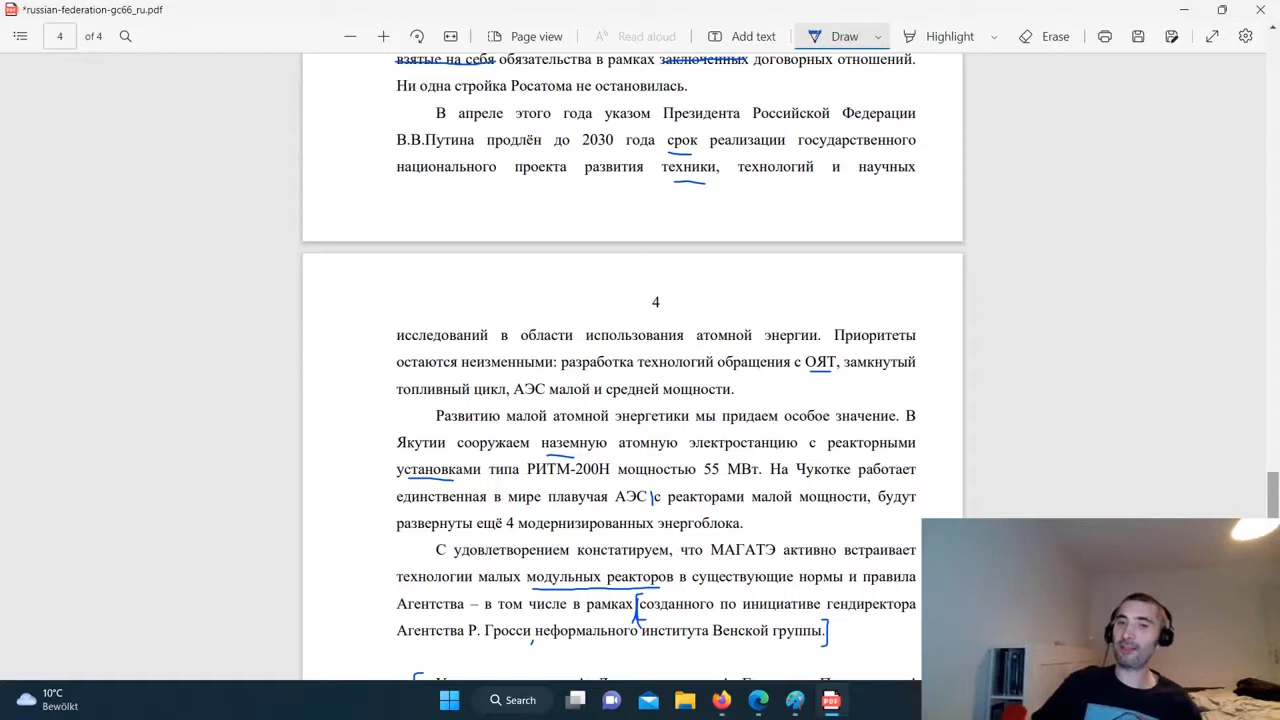 *russian-federation-gc66_ru.pdf
4 of 4 Page view Read aloud Add text Draw Highlight Erase
взятые на себя обязательства в рамках заключенных договорных отношений.
Ни одна стройка Росатома не остановилась.
В апреле этого года указом Президента Российской Федерации
В.В.Путина продлён до 2030 года срок реализации государственного
национального проекта развития техники, технологий и научных
4
исследований в области использования атомной энергии. Приоритеты
остаются неизменными: разработка технологий обращения с ОЯТ, замкнутый
топливный цикл, АЭС малой и средней мощности.
Развитию малой атомной энергетики мы придаем особое значение. В
Якутии сооружаем наземную атомную электростанцию с реакторными
установками типа РИТМ-200Н мощностью 55 МВт. На Чукотке работает
единственная в мире плавучая АЭС с реакторами малой мощности, будут
развернуты ещё 4 модернизированных энергоблока.
С удовлетворением констатируем, что МАГАТЭ активно встраивает
технологии малых модульных реакторов в существующие нормы и правила
Агентства – в том числе в рамках созданного по инициативе гендиректора
Агентства Р. Гросси неформального института Венской группы.
10°C
Bewölkt
Search